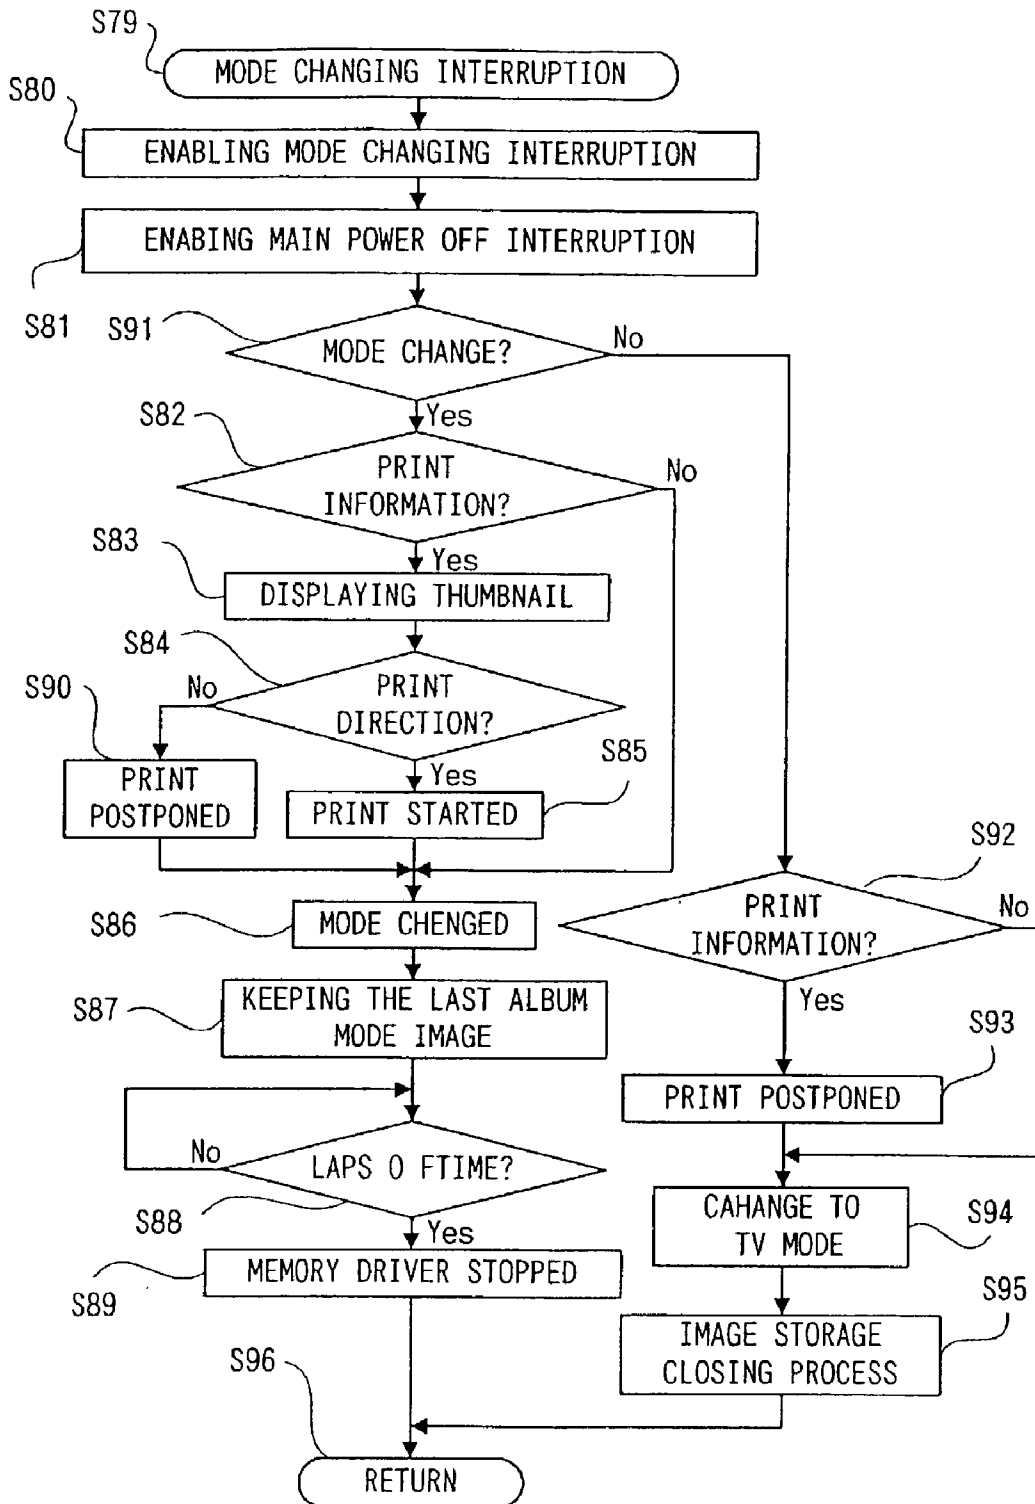 S79
MODE CHANGING INTERRUPTION
S80
ENABLING MODE CHANGING INTERRUPTION
ENABING MAIN POWER OFF INTERRUPTION
S81
S91
MODE CHANGE?
No
Yes
S82
PRINT
INFORMATION?
No
Yes
S83
DISPLAYING THUMBNAIL
S84
PRINT
DIRECTION?
No
S90
Yes
S85
PRINT
POSTPONED
PRINT STARTED
S86
MODE CHENGED
S92
PRINT
INFORMATION?
No
Yes
S87
KEEPING THE LAST ALBUM
MODE IMAGE
S93
PRINT POSTPONED
No
LAPS O FTIME?
S88
Yes
CAHANGE TO
TV MODE
S94
MEMORY DRIVER STOPPED
S89
S95
IMAGE STORAGE
CLOSING PROCESS
S96
RETURN